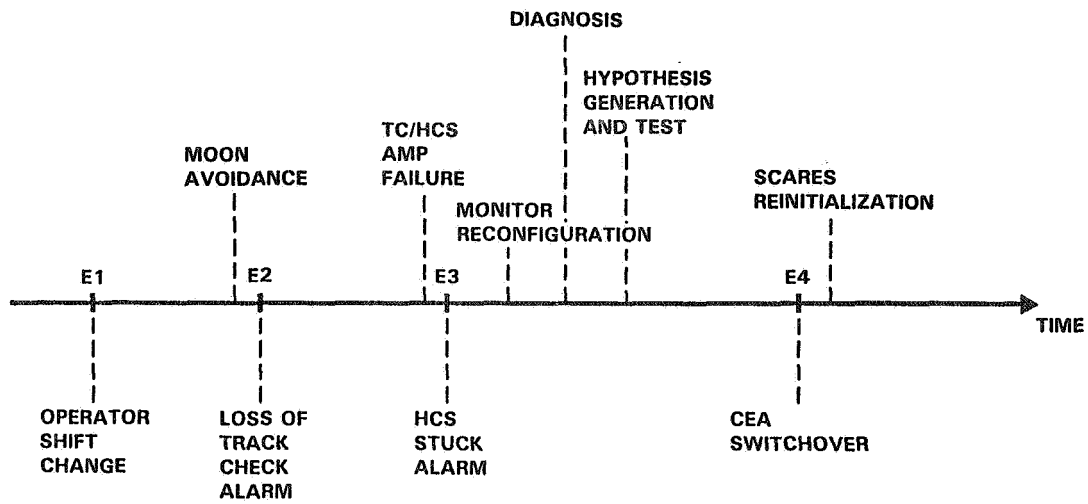 DIAGNOSIS
HYPOTHESIS
GENERATION
AND TEST
TC/HCS
AMP
FAILURE
MOON
AVOIDANCE
SCARES
REINITIALIZATION
MONITOR
RECONFIGURATION
E1
E2
E3
E4
TIME
OPERATOR
SHIFT
CHANGE
LOSS OF
TRACK
CHECK
ALARM
HCS
STUCK
ALARM
CEA
SWITCHOVER